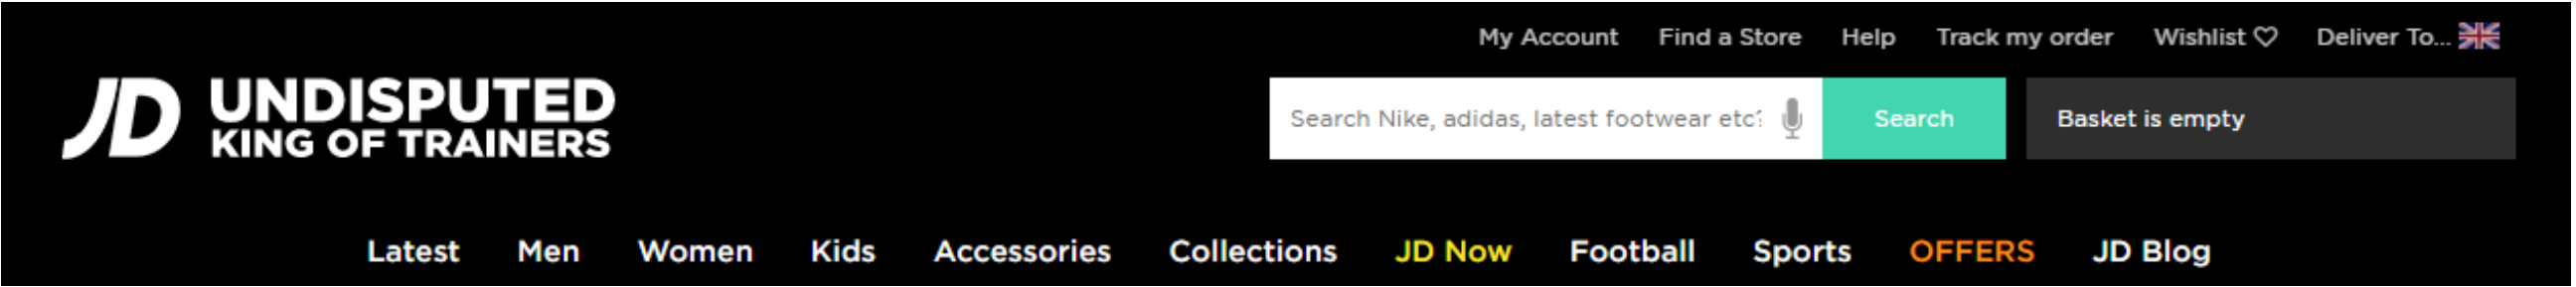 My Account Find a Store Help Track my order Wishlist Deliver To...
JD UNDISPUTED
KING OF TRAINERS
Search Nike, adidas, latest footwear etc? Search Basket is empty
Latest Men Women Kids Accessories Collections JD Now Football Sports OFFERS JD Blog